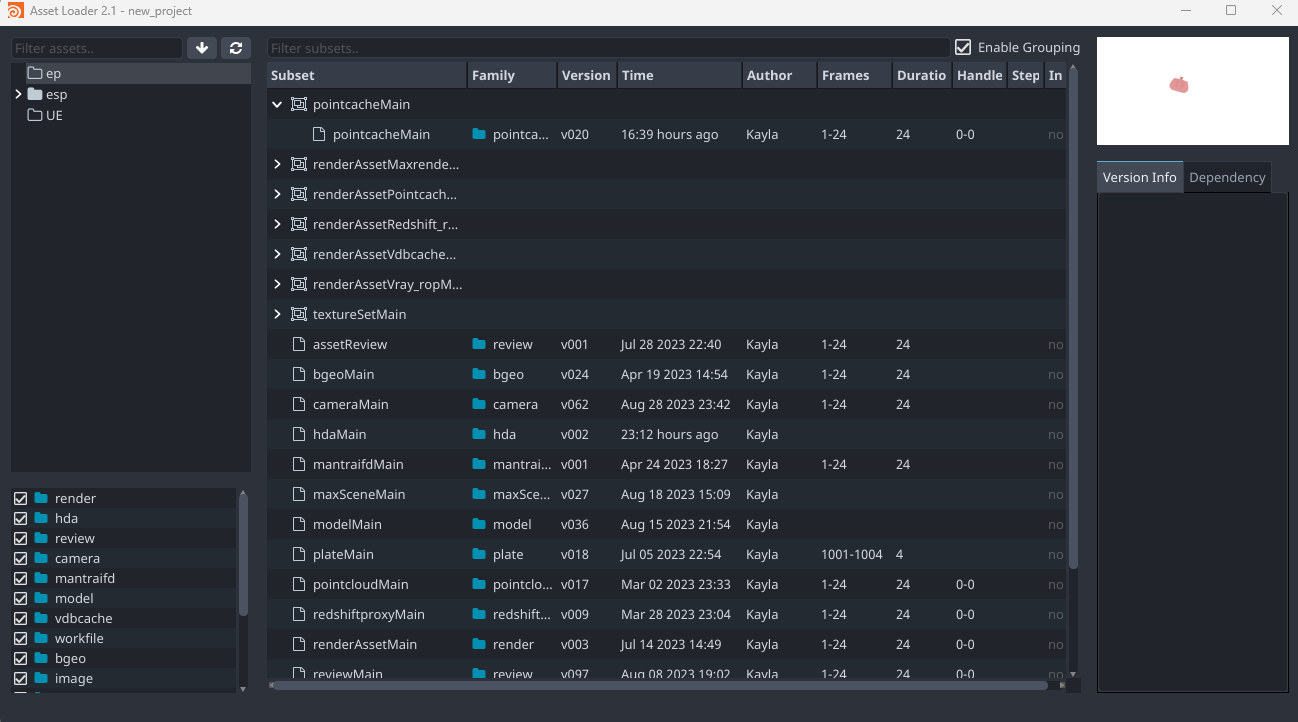 Asset Loader 2.1 - new_project
Filter assets..
Filter subsets..
Enable Grouping
ep
esp
UE
Subset Family Version Time Author Frames Duratio Handle Step In
pointcacheMain
pointcacheMain pointca... v020 16:39 hours ago Kayla 1-24 24 0-0 no
renderAssetMaxrende...
renderAssetPointcach...
renderAssetRedshift_r...
renderAssetVdbcache...
renderAssetVray_ropM...
textureSetMain
assetReview review v001 Jul 28 2023 22:40 Kayla 1-24 24 no
bgeoMain bgeo v024 Apr 19 2023 14:54 Kayla 1-24 24 no
cameraMain camera v062 Aug 28 2023 23:42 Kayla 1-24 24 no
hdaMain hda v002 23:12 hours ago Kayla no
mantraifdMain mantrai... v001 Apr 24 2023 18:27 Kayla 1-24 24 no
maxSceneMain maxSce... v027 Aug 18 2023 15:09 Kayla no
modelMain model v036 Aug 15 2023 21:54 Kayla no
plateMain plate v018 Jul 05 2023 22:54 Kayla 1001-1004 4 no
pointcloudMain pointclo... v017 Mar 02 2023 23:33 Kayla 1-24 24 0-0 no
redshiftproxyMain redshift... v009 Mar 28 2023 23:04 Kayla 1-24 24 0-0 no
renderAssetMain render v003 Jul 14 2023 14:49 Kayla 1-24 24 0-0 no
reviewMain review v097 Aug 08 2023 19:02 Kayla 1-24 24 0-0 no
render
hda
review
camera
mantraifd
model
vdbcache
workfile
bgeo
image
Version Info
Dependency